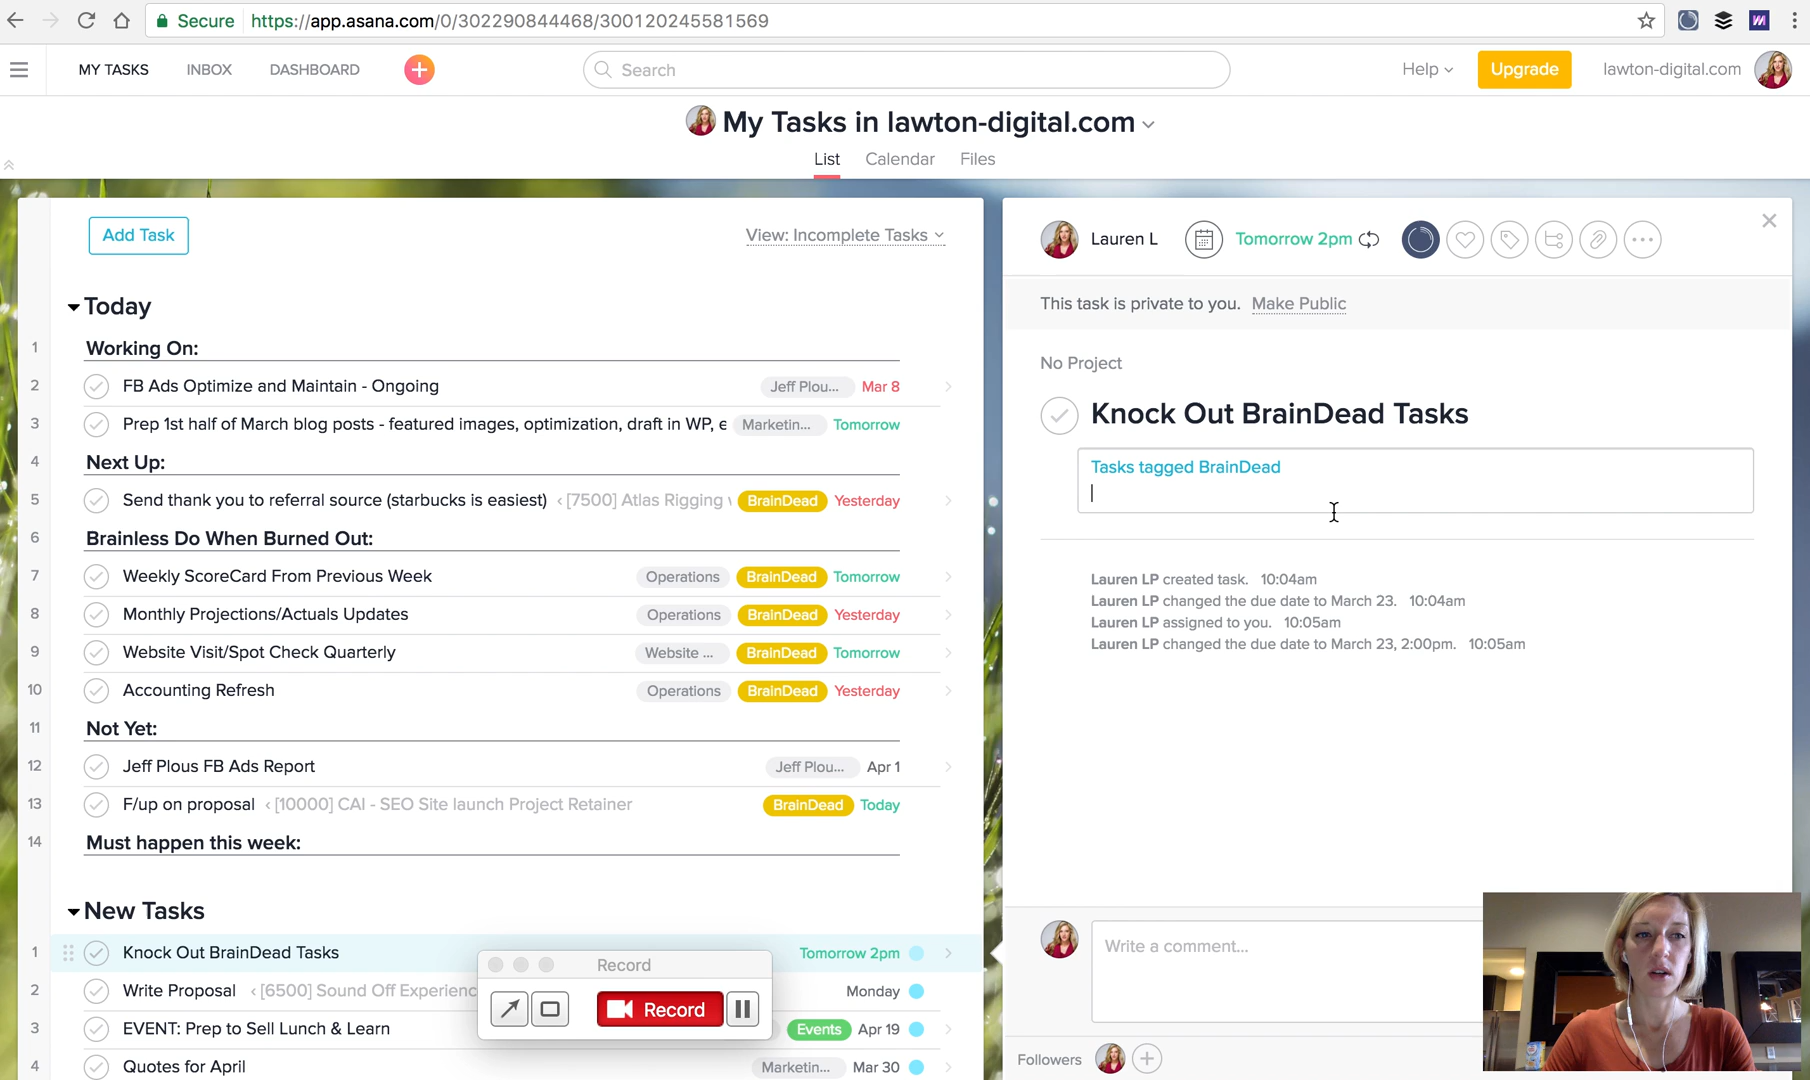 Secure https://app.asana.com/0/302290844468/300120245581569
MY TASKS INBOX DASHBOARD Search Help Upgrade lawton-digital.com
My Tasks in lawton-digital.com
List Calendar Files
Add Task View: Incomplete Tasks
Today
1 Working On:
2 FB Ads Optimize and Maintain - Ongoing Jeff Plou... Mar 8
3 Prep 1st half of March blog posts - featured images, optimization, draft in WP, e Marketin... Tomorrow
4 Next Up:
5 Send thank you to referral source (starbucks is easiest) ‹ [7500] Atlas Rigging BrainDead Yesterday
6 Brainless Do When Burned Out:
7 Weekly ScoreCard From Previous Week Operations BrainDead Tomorrow
8 Monthly Projections/Actuals Updates Operations BrainDead Yesterday
9 Website Visit/Spot Check Quarterly Website ... BrainDead Tomorrow
10 Accounting Refresh Operations BrainDead Yesterday
11 Not Yet:
12 Jeff Plous FB Ads Report Jeff Plou... Apr 1
13 F/up on proposal ‹ [10000] CAI - SEO Site launch Project Retainer BrainDead Today
14 Must happen this week:
New Tasks
1 Knock Out BrainDead Tasks Tomorrow 2pm
2 Write Proposal ‹ [6500] Sound Off Experienc Monday
3 EVENT: Prep to Sell Lunch & Learn Events Apr 19
4 Quotes for April Marketin... Mar 30
Record
Record
Lauren L Tomorrow 2pm
This task is private to you. Make Public
No Project
Knock Out BrainDead Tasks
Tasks tagged BrainDead
Lauren LP created task. 10:04am
Lauren LP changed the due date to March 23. 10:04am
Lauren LP assigned to you. 10:05am
Lauren LP changed the due date to March 23, 2:00pm. 10:05am
Write a comment...
Followers